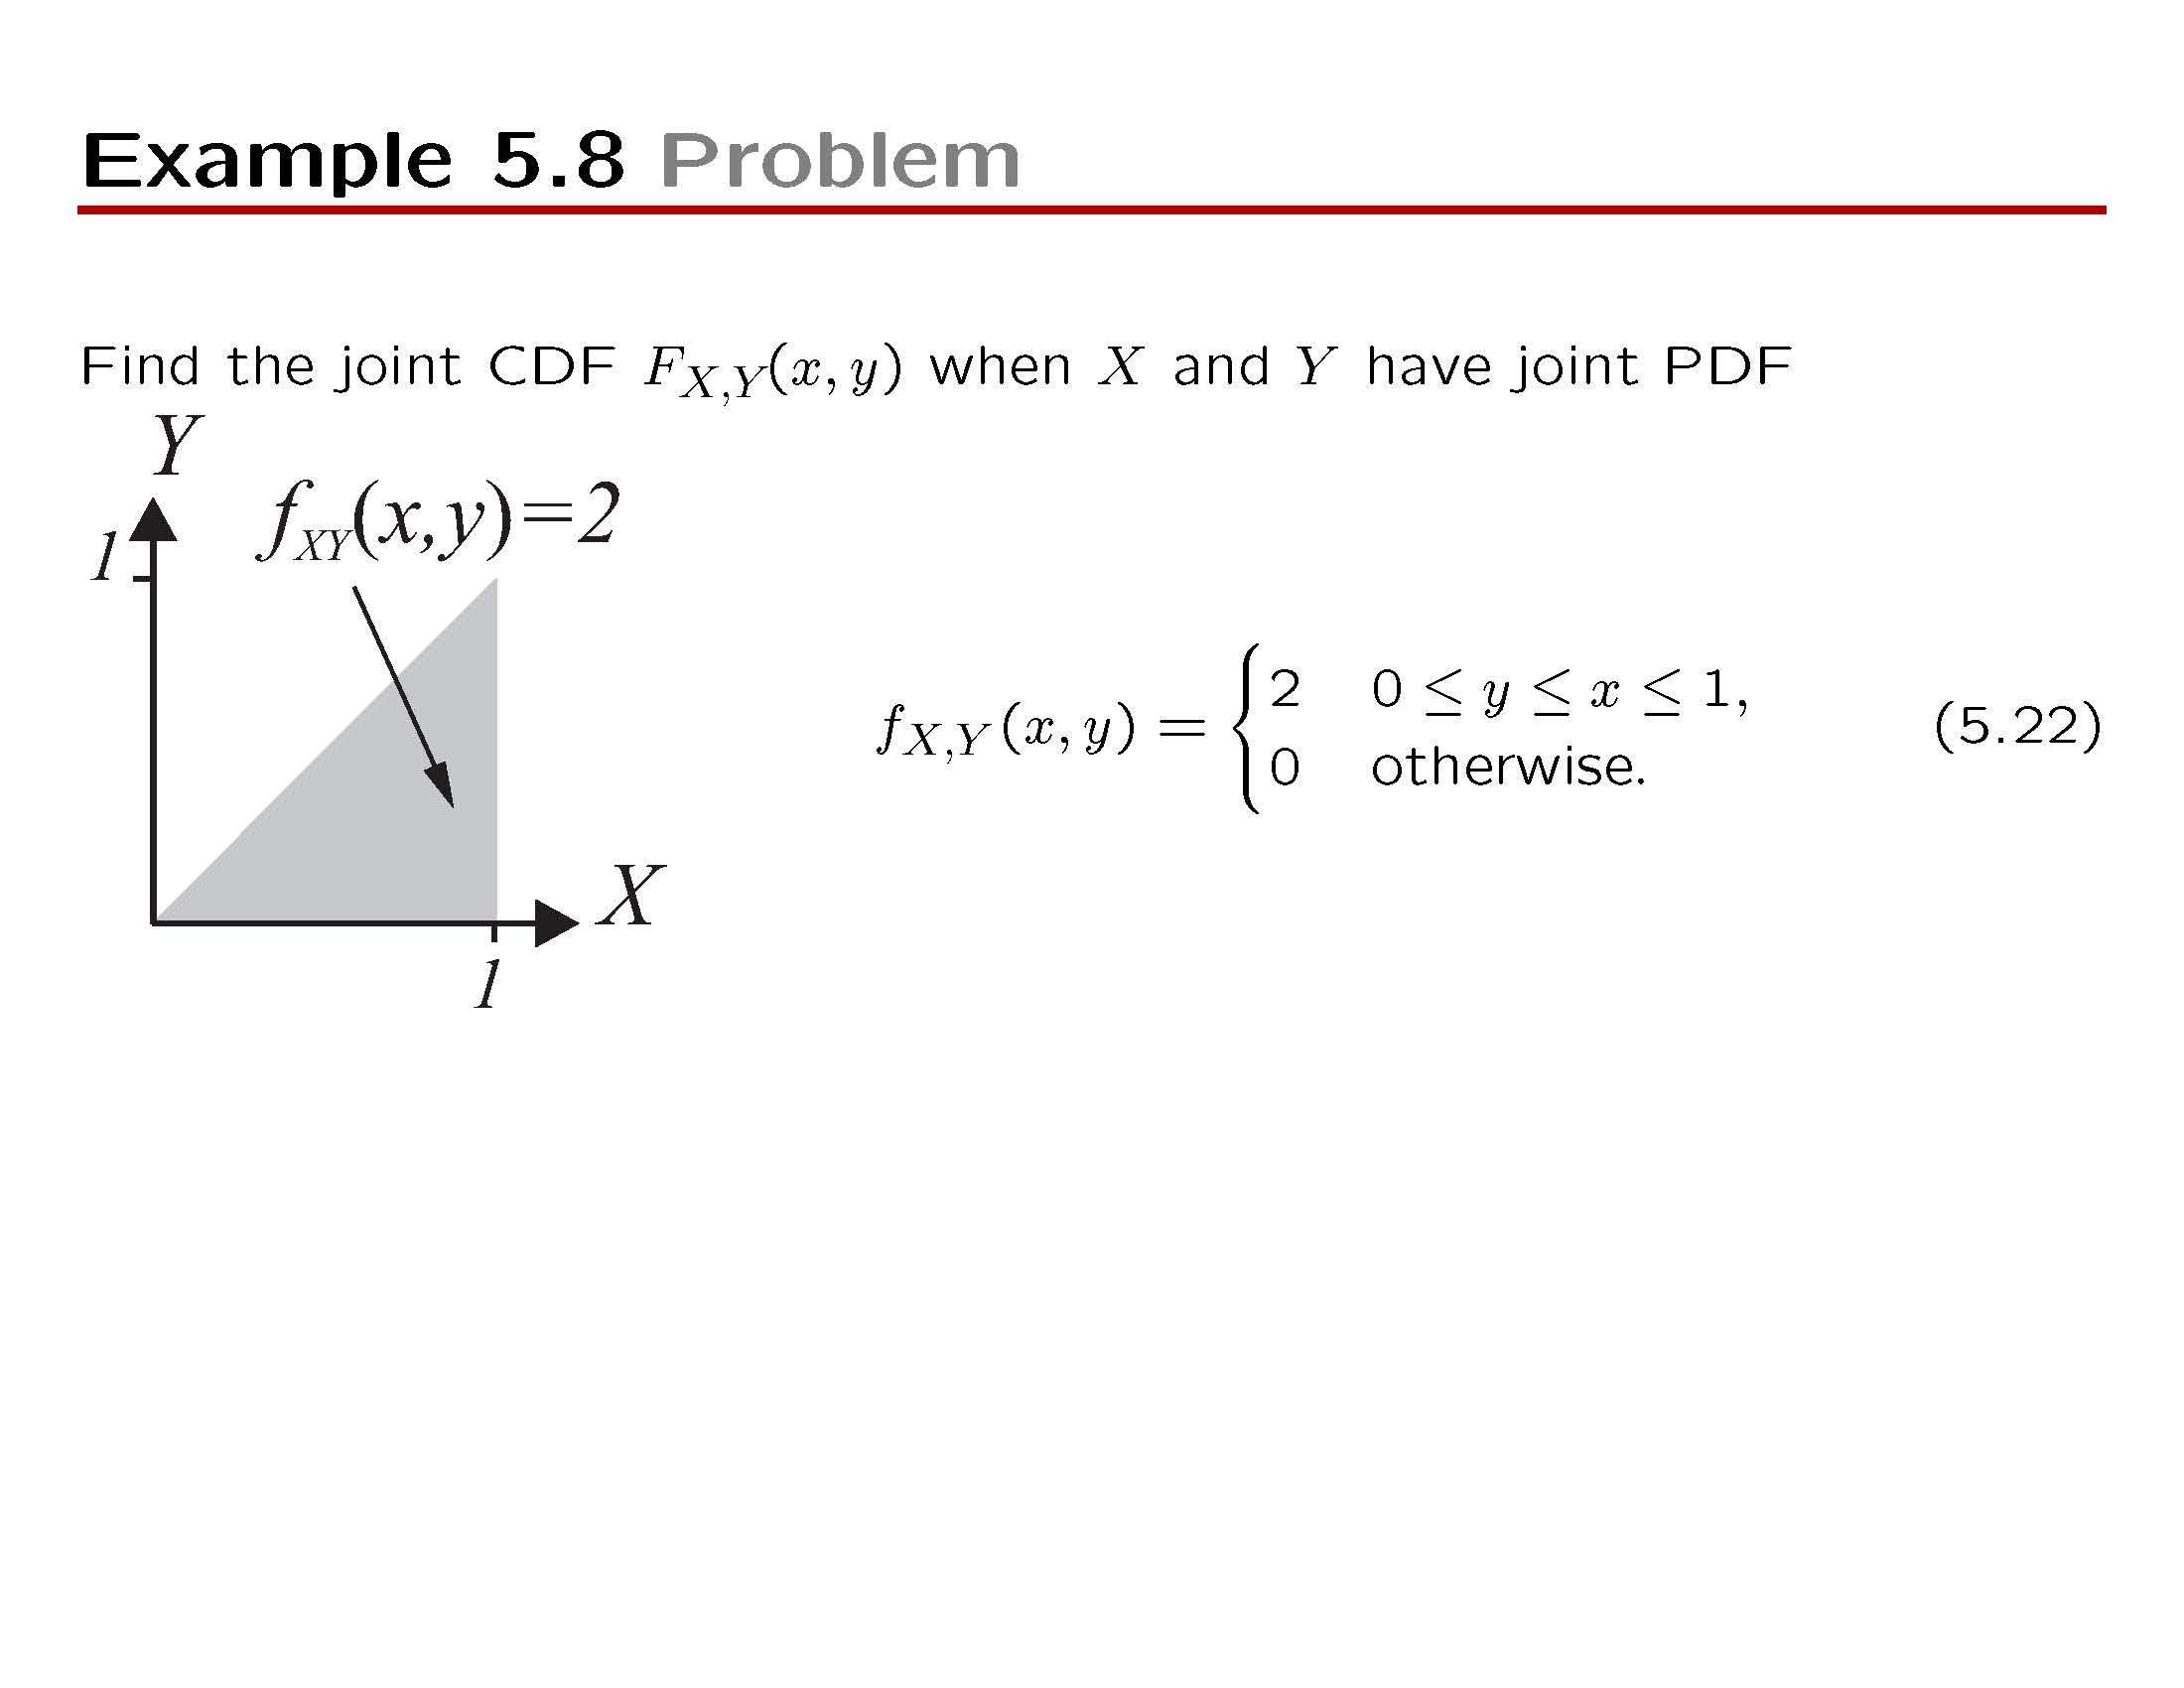 Example 5.8 Problem
Find the joint CDF F_{X,Y}(x, y) when X and Y have joint PDF
Y
f_{XY}(x,y)=2
1
f_{X,Y}(x, y) = { 2 0 ≤ y ≤ x ≤ 1,
0 otherwise.
(5.22)
X
1